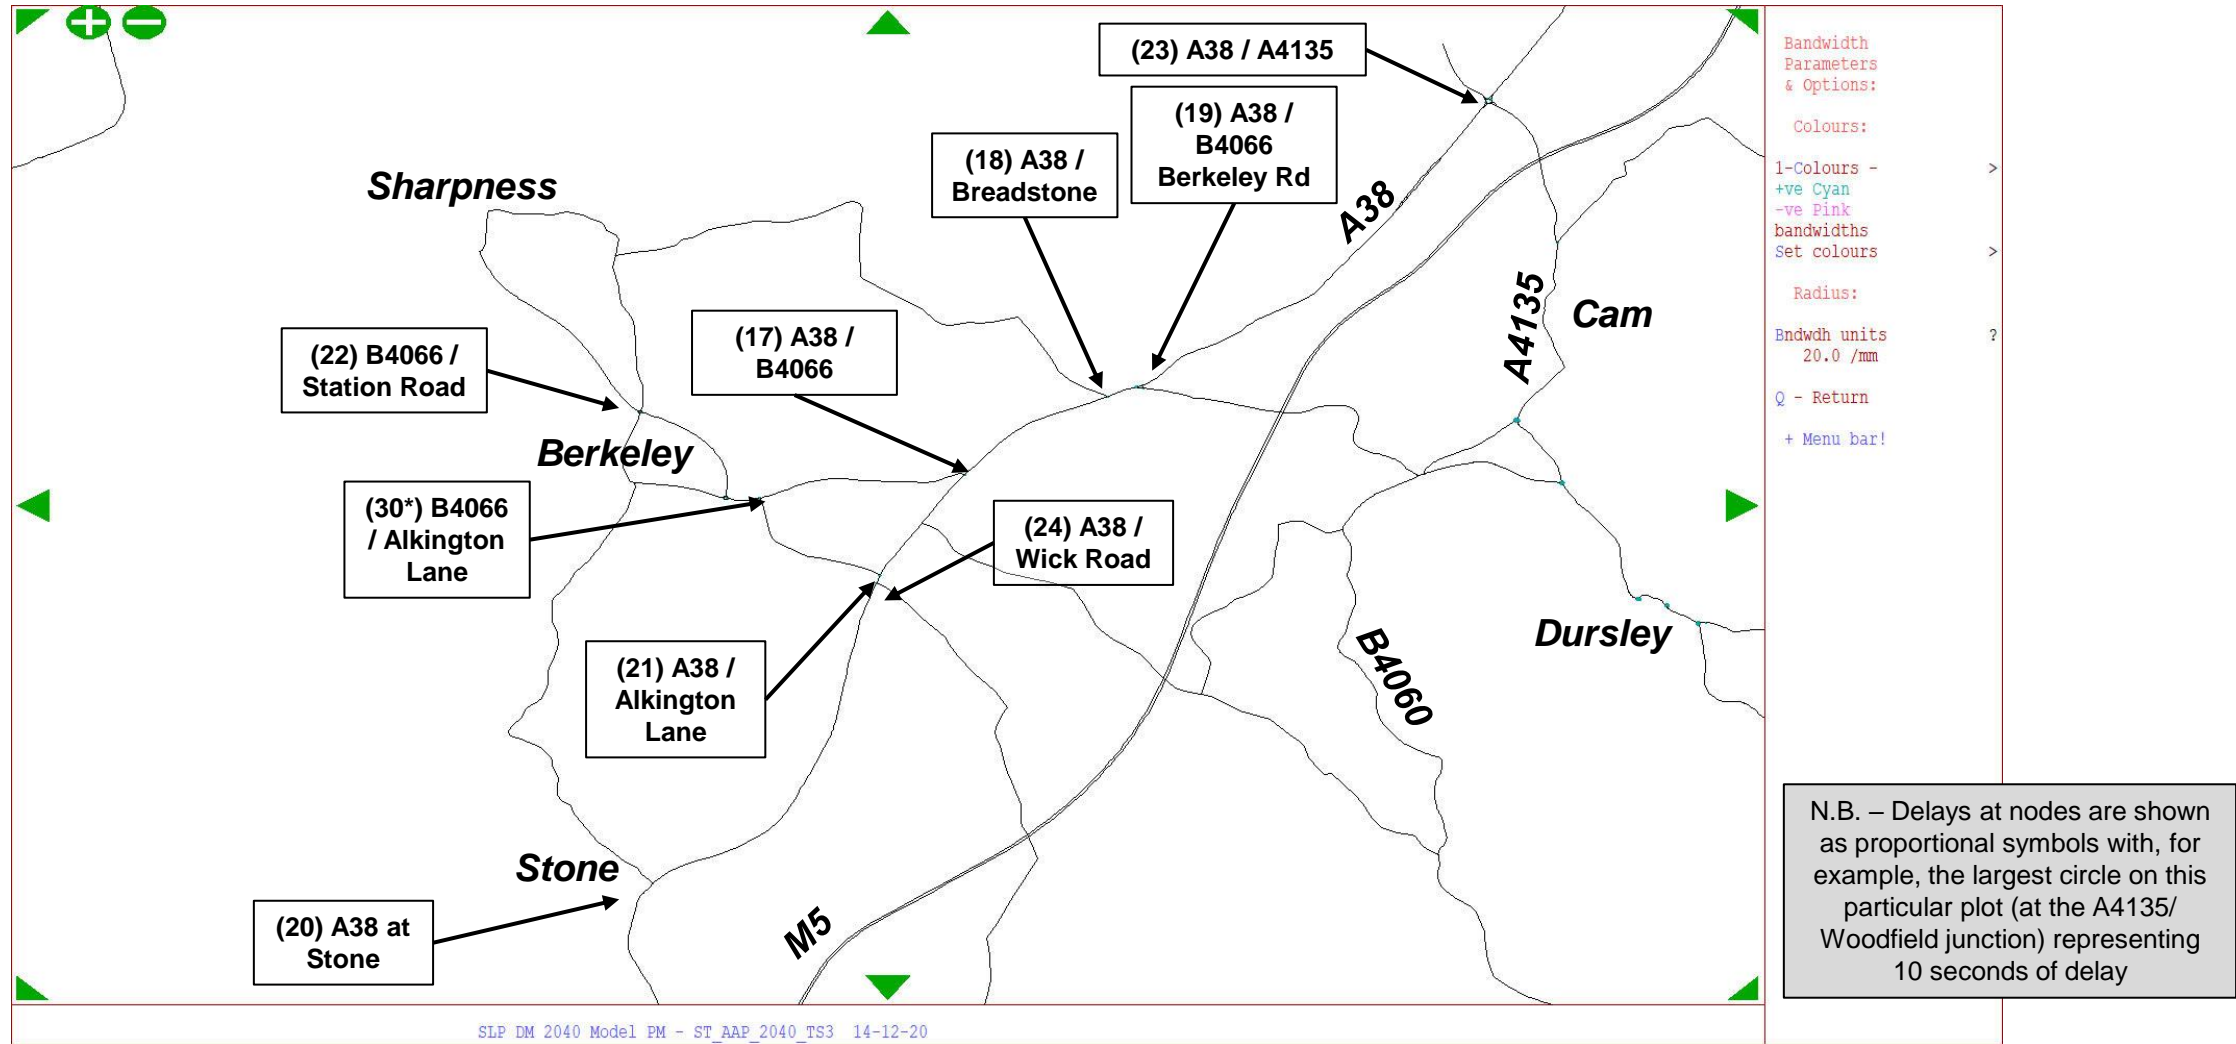 (23) A38 / A4135
(19) A38 /
B4066
Berkeley Rd
(18) A38 /
Breadstone
Sharpness
A38
(22) B4066 /
Station Road
(17) A38 /
B4066
A4135
Cam
Berkeley
(30*) B4066
/ Alkington
Lane
(24) A38 /
Wick Road
(21) A38 /
Alkington
Lane
B4060
Dursley
Stone
(20) A38 at
Stone
M5
Bandwidth
Parameters
& Options:
Colours:
1-Colours - >
+ve Cyan
-ve Pink
bandwidths
Set colours >
Radius:
Bndwdh units ?
20.0 /mm
Q - Return
+ Menu bar!
N.B. – Delays at nodes are shown
as proportional symbols with, for
example, the largest circle on this
particular plot (at the A4135/
Woodfield junction) representing
10 seconds of delay
SLP DM 2040 Model PM - ST_AAP_2040_TS3 14-12-20